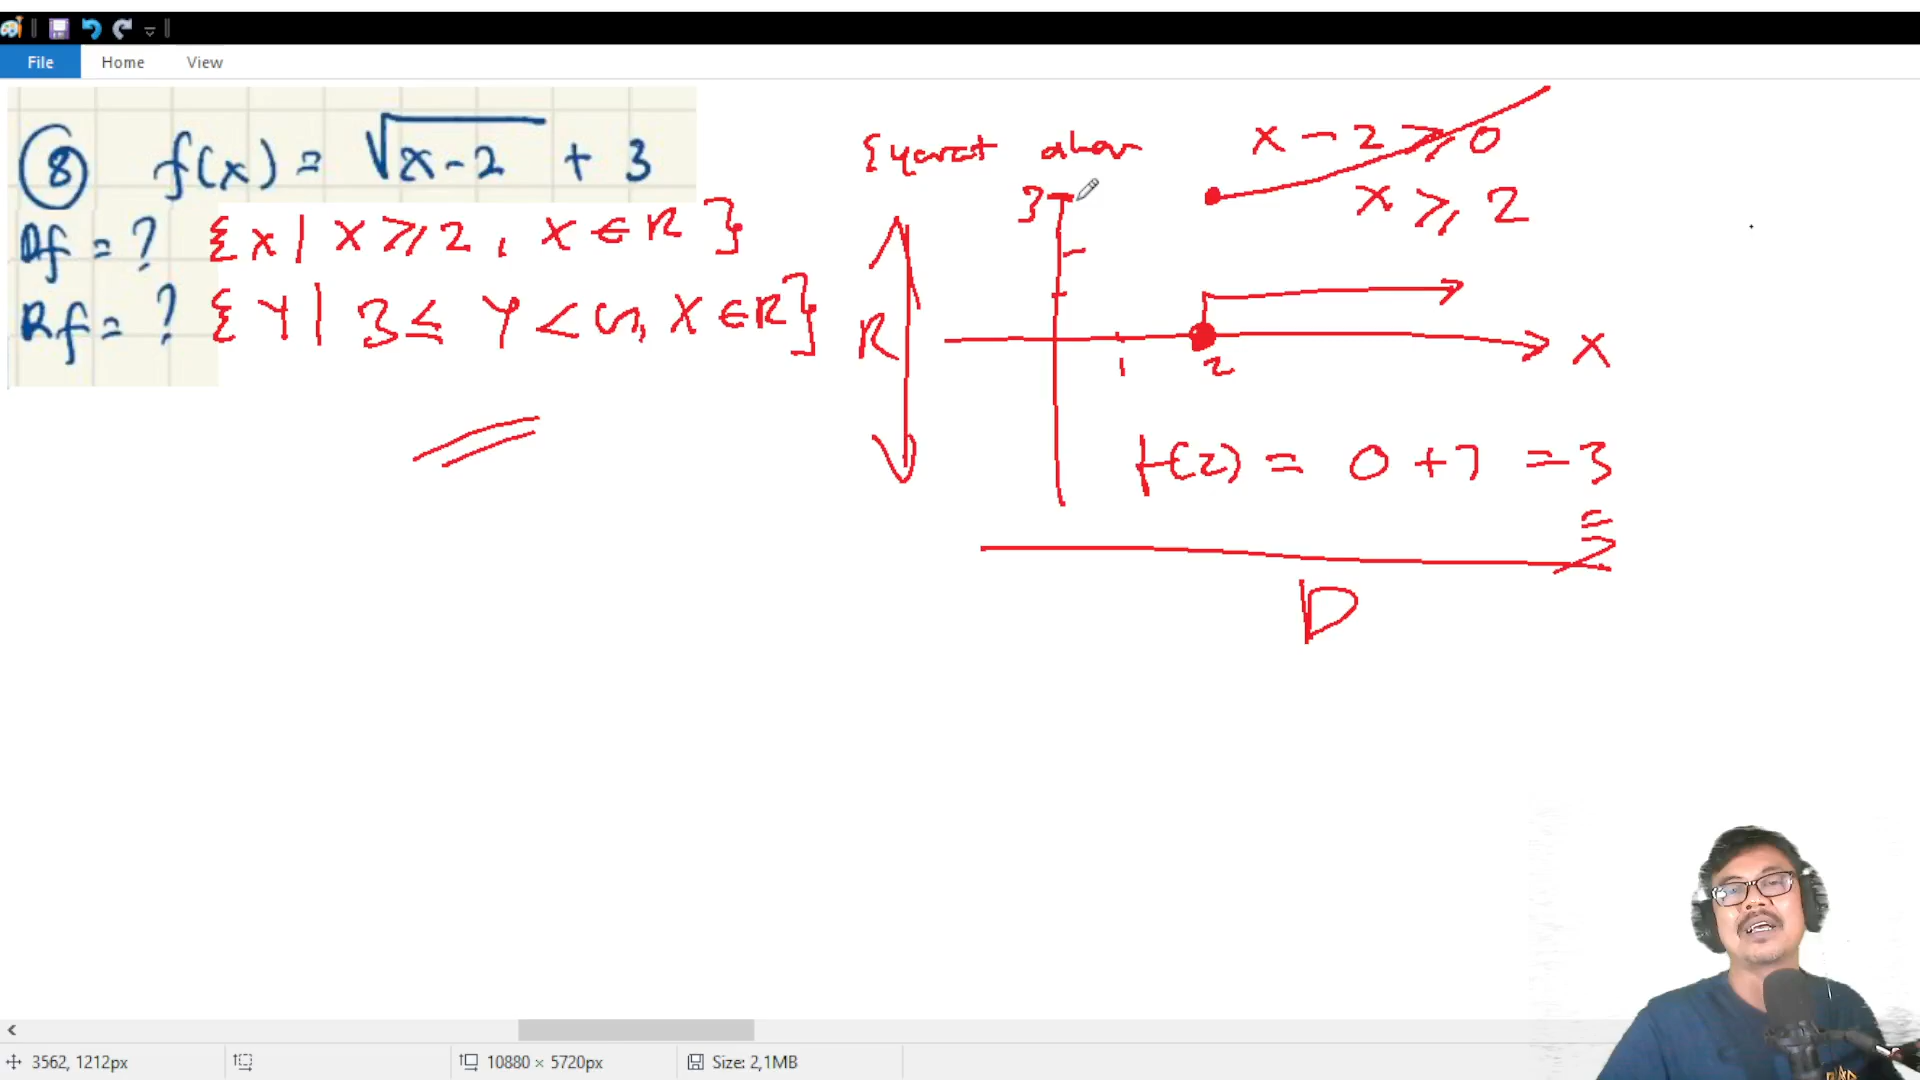 File Home View
⑧ f(x) = √x-2 + 3
Df = ? {x | x ≥ 2, x ∈ R}
Rf = ? {y | 3 ≤ y < ∞, x ∈ R}
Syarat akar
x - 2 ≥ 0
x ≥ 2
3
R
x
1 2
f(2) = 0 + 3 = 3
D
3562, 1212px
10880 × 5720px
Size: 2,1MB